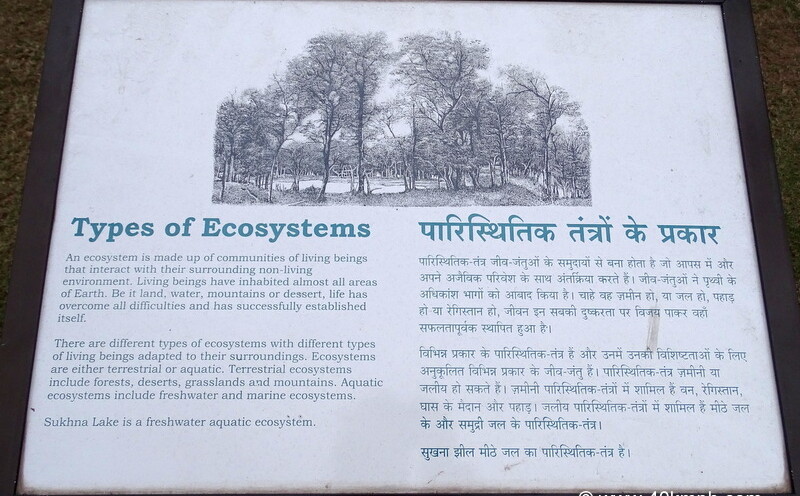 Types of Ecosystems
An ecosystem is made up of communities of living beings
that interact with their surrounding non-living
environment. Living beings have inhabited almost all areas
of Earth. Be it land, water, mountains or dessert, life has
overcome all difficulties and has successfully established
itself.
There are different types of ecosystems with different types
of living beings adapted to their surroundings. Ecosystems
are either terrestrial or aquatic. Terrestrial ecosystems
include forests, deserts, grasslands and mountains. Aquatic
ecosystems include freshwater and marine ecosystems.
Sukhna Lake is a freshwater aquatic ecosystem.
पारिस्थितिक तंत्रों के प्रकार
पारिस्थितिक-तंत्र जीव-जंतुओं के समुदायों से बना होता है जो आपस में और
अपने अजैविक परिवेश के साथ अंतर्क्रिया करते हैं। जीव-जंतुओं ने पृथ्वी के
अधिकांश भागों को आबाद किया है। चाहे वह ज़मीन हो, या जल हो, पहाड़
हो या रेगिस्तान हो, जीवन इन सबकी दुष्करता पर विजय पाकर वहाँ
सफलतापूर्वक स्थापित हुआ है।
विभिन्न प्रकार के पारिस्थितिक-तंत्र हैं और उनमें उनकी विशिष्टताओं के लिए
अनुकूलित विभिन्न प्रकार के जीव-जंतु हैं। पारिस्थितिक-तंत्र ज़मीनी या
जलीय हो सकते हैं। ज़मीनी पारिस्थितिक-तंत्रों में शामिल हैं वन, रेगिस्तान,
घास के मैदान और पहाड़। जलीय पारिस्थितिक-तंत्रों में शामिल हैं मीठे जल
के और समुद्री जल के पारिस्थितिक-तंत्र।
सुखना झील मीठे जल का पारिस्थितिक-तंत्र है।